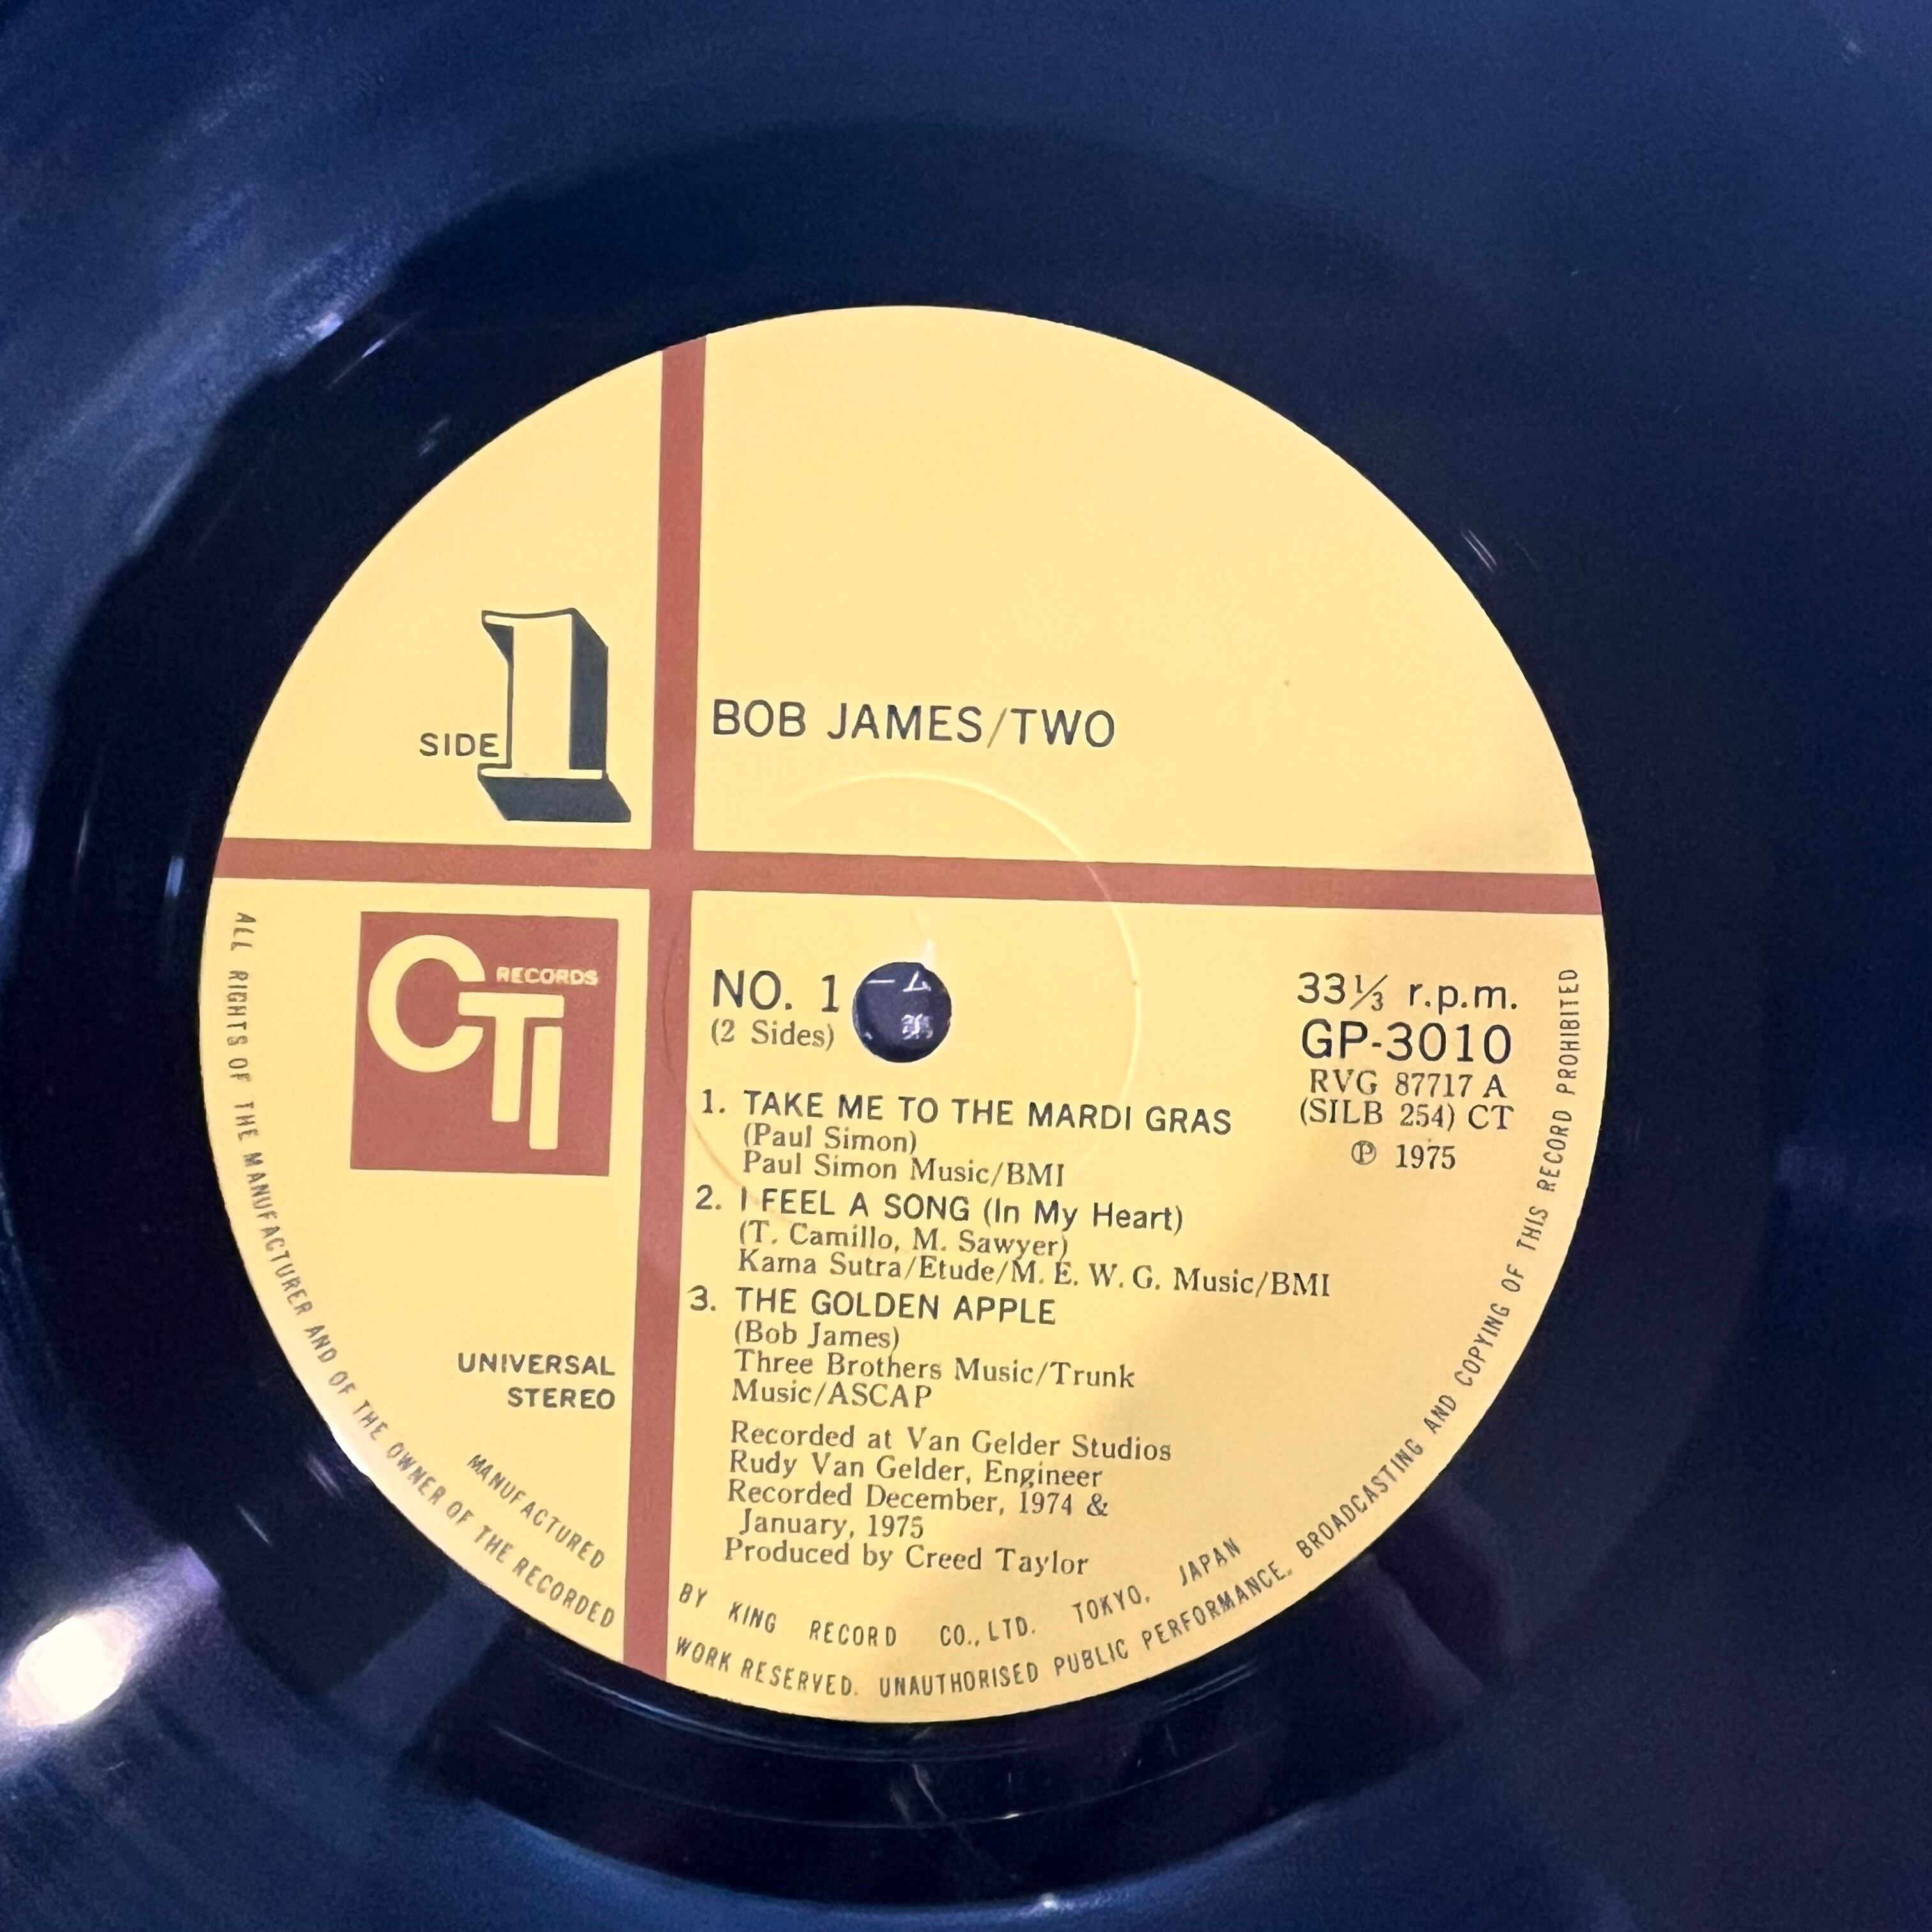 SIDE 1
BOB JAMES/TWO
RECORDS
CTI
NO. 1
(2 Sides)
33⅓ r.p.m.
GP-3010
RVG 87717 A
(SILB 254) CT
Ⓟ 1975
1. TAKE ME TO THE MARDI GRAS
(Paul Simon)
Paul Simon Music/BMI
2. I FEEL A SONG (In My Heart)
(T. Camillo, M. Sawyer)
Kama Sutra/Etude/M. E. W. G. Music/BMI
3. THE GOLDEN APPLE
(Bob James)
Three Brothers Music/Trunk
Music/ASCAP
UNIVERSAL
STEREO
Recorded at Van Gelder Studios
Rudy Van Gelder, Engineer
Recorded December, 1974 &
January, 1975
Produced by Creed Taylor
MANUFACTURED BY KING RECORD CO., LTD. TOKYO, JAPAN
ALL RIGHTS OF THE MANUFACTURER AND OF THE OWNER OF THE RECORDED WORK RESERVED. UNAUTHORISED PUBLIC PERFORMANCE, BROADCASTING AND COPYING OF THIS RECORD PROHIBITED